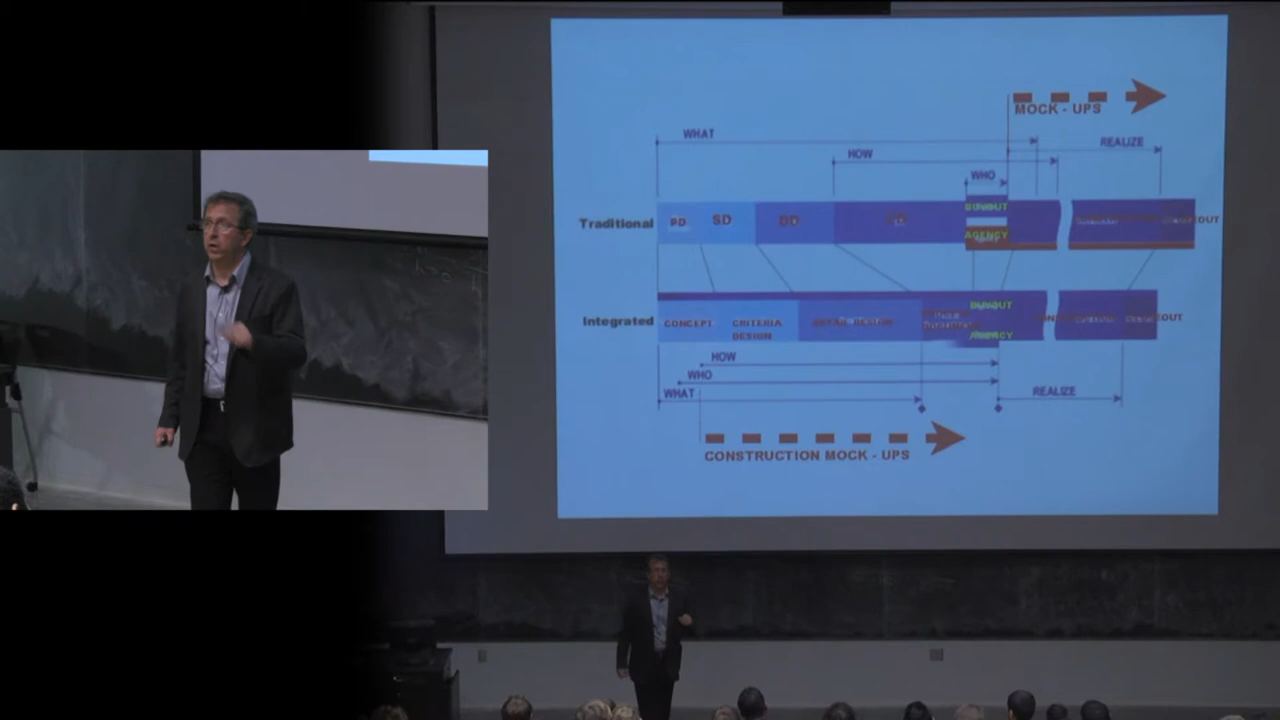 MOCK - UPS
WHAT
REALIZE
HOW
WHO
Traditional
PD
SD
DD
BUYOUT
AGENCY
Integrated
CONCEPT
CRITERIA
DESIGN
BUYOUT
AGENCY
HOW
WHO
WHAT
REALIZE
CONSTRUCTION MOCK - UPS